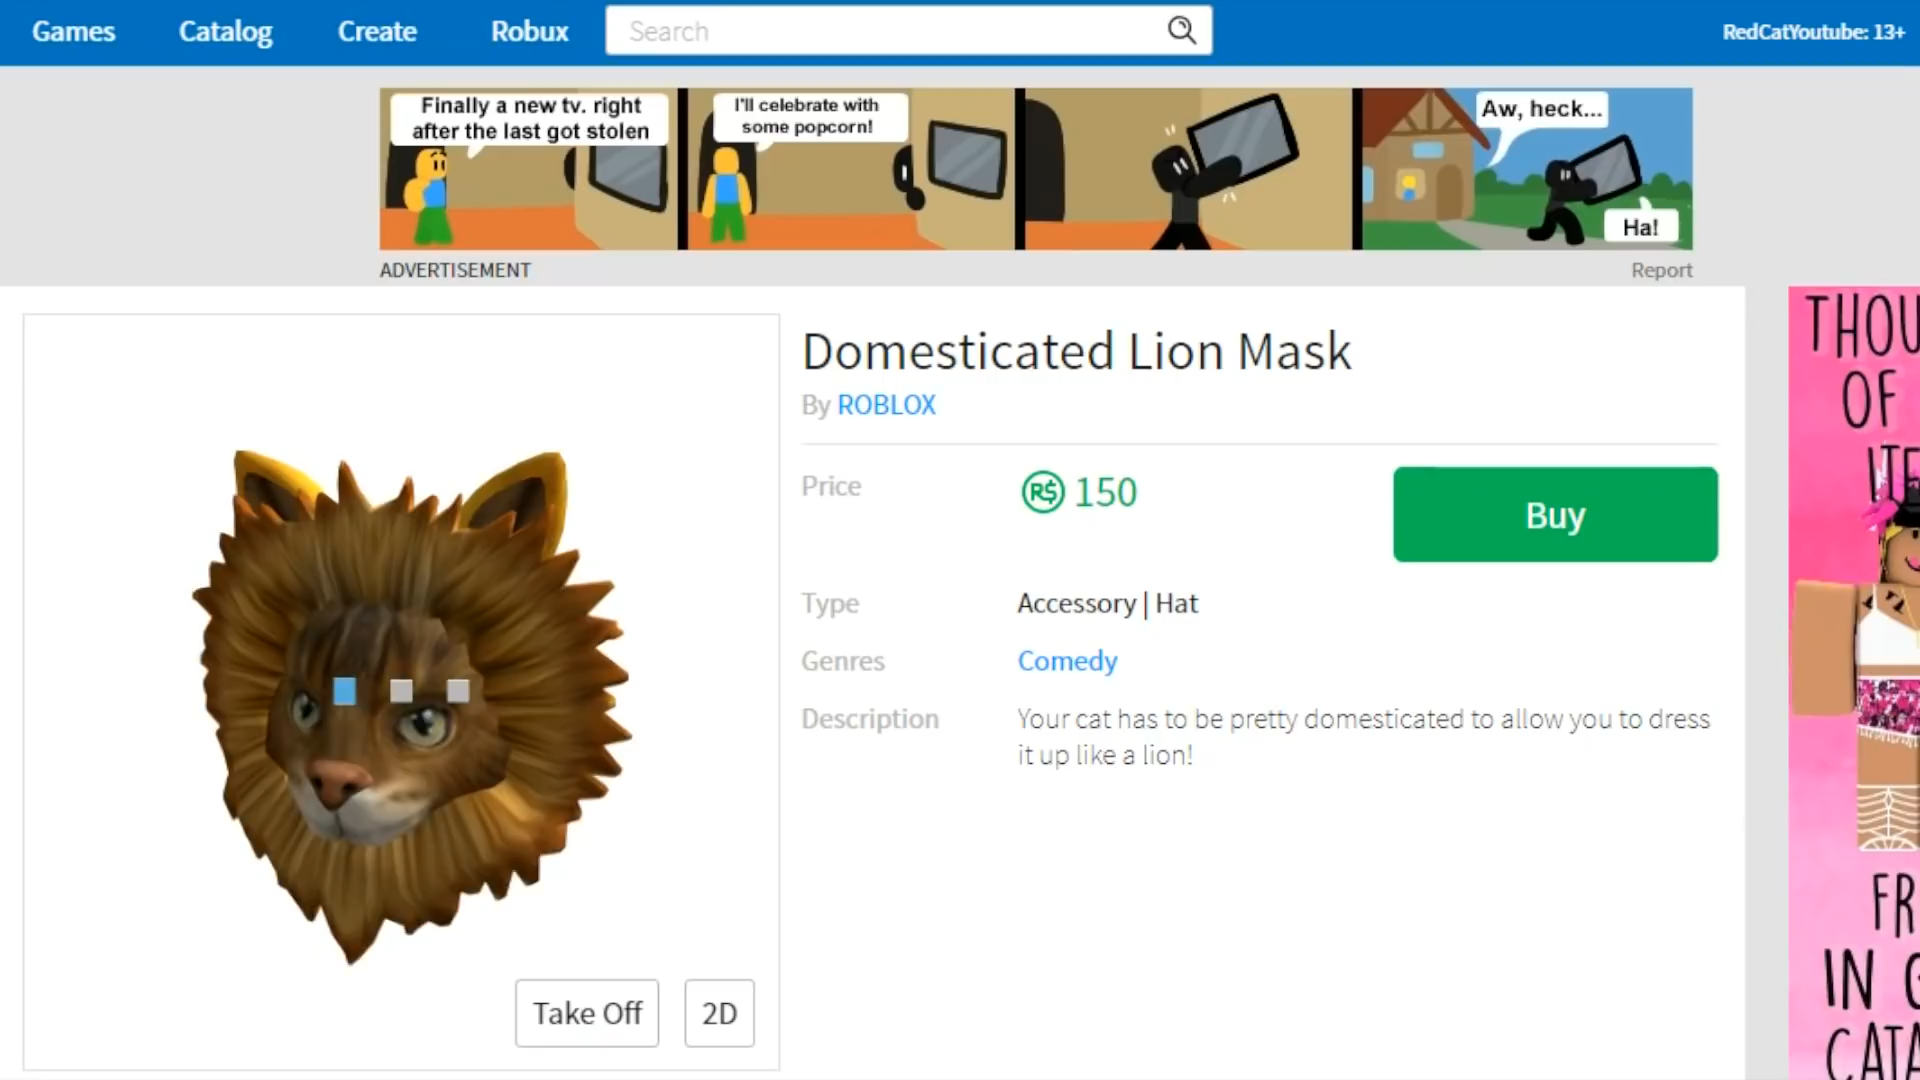 Games Catalog Create Robux Search RedCatYoutube: 13+
Finally a new tv. right
after the last got stolen
I'll celebrate with
some popcorn!
Aw, heck...
Ha!
ADVERTISEMENT Report
Domesticated Lion Mask
By ROBLOX
Price R$ 150 Buy
Type Accessory | Hat
Genres Comedy
Description Your cat has to be pretty domesticated to allow you to dress
it up like a lion!
Take Off 2D
OF
IN